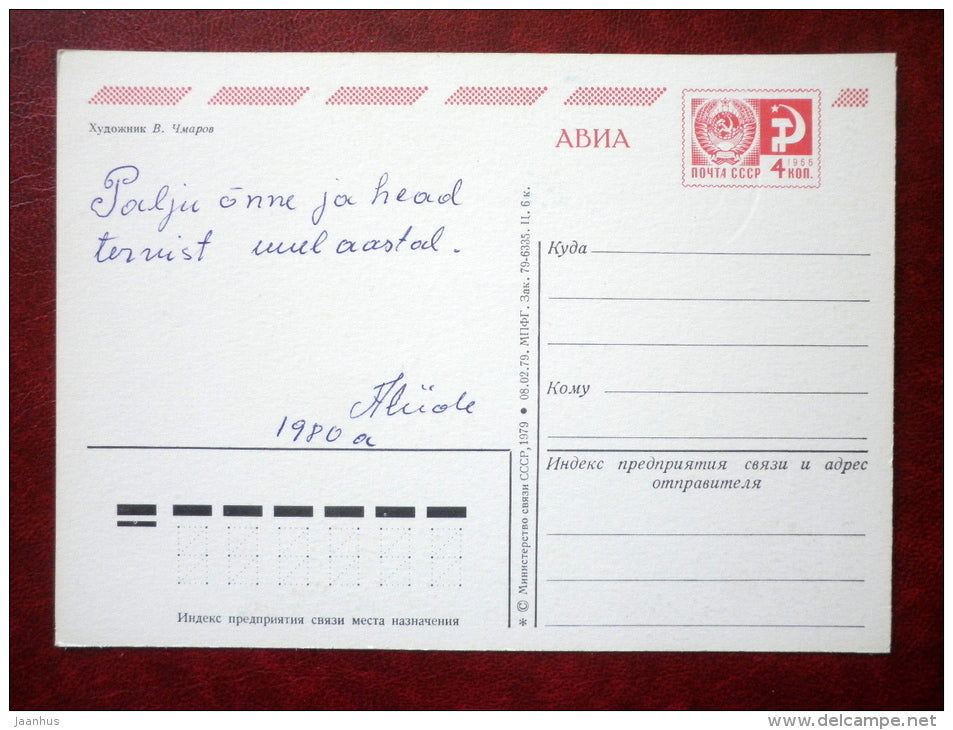 Художник В. Чмаров
АВИА
ПОЧТА СССР
1966
4 КОП.
Palju õnne ja head
tervist uuel aastal.
1980 a
Куда
Кому
Индекс предприятия связи и адрес
отправителя
* © Министерство связи СССР, 1979 ● 08.02.79. МПФГ. Зак. 79-6335. Ц. 6 к.
Индекс предприятия связи места назначения
jaanhus
www.delcampe.net